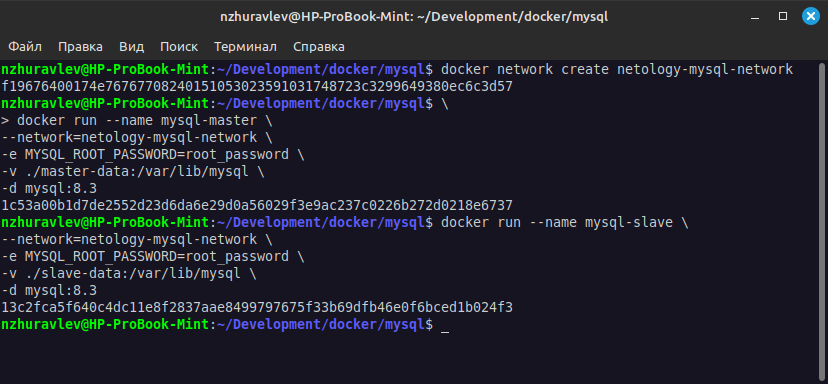 nzhuravlev@HP-ProBook-Mint: ~/Development/docker/mysql
Файл Правка Вид Поиск Терминал Справка
nzhuravlev@HP-ProBook-Mint:~/Development/docker/mysql$ docker network create netology-mysql-network
f19676400174e76767708240151053023591031748723c3299649380ec6c3d57
nzhuravlev@HP-ProBook-Mint:~/Development/docker/mysql$ \
> docker run --name mysql-master \
--network=netology-mysql-network \
-e MYSQL_ROOT_PASSWORD=root_password \
-v ./master-data:/var/lib/mysql \
-d mysql:8.3
1c53a00b1d7de2552d23d6da6e29d0a56029f3e9ac237c0226b272d0218e6737
nzhuravlev@HP-ProBook-Mint:~/Development/docker/mysql$ docker run --name mysql-slave \
--network=netology-mysql-network \
-e MYSQL_ROOT_PASSWORD=root_password \
-v ./slave-data:/var/lib/mysql \
-d mysql:8.3
13c2fca5f640c4dc11e8f2837aae8499797675f33b69dfb46e0f6bced1b024f3
nzhuravlev@HP-ProBook-Mint:~/Development/docker/mysql$ _